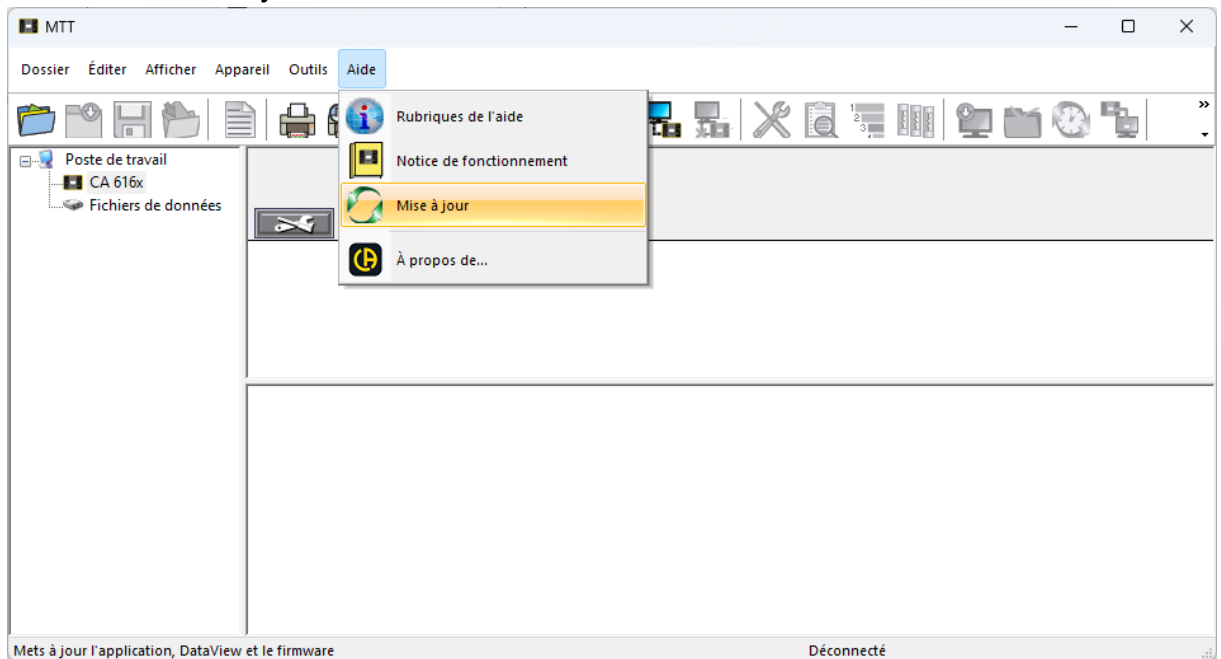 MTT
Dossier Éditer Afficher Appareil Outils Aide
Rubriques de l'aide
Notice de fonctionnement
Mise à jour
À propos de...
Poste de travail
CA 616x
Fichiers de données
Mets à jour l'application, DataView et le firmware
Déconnecté